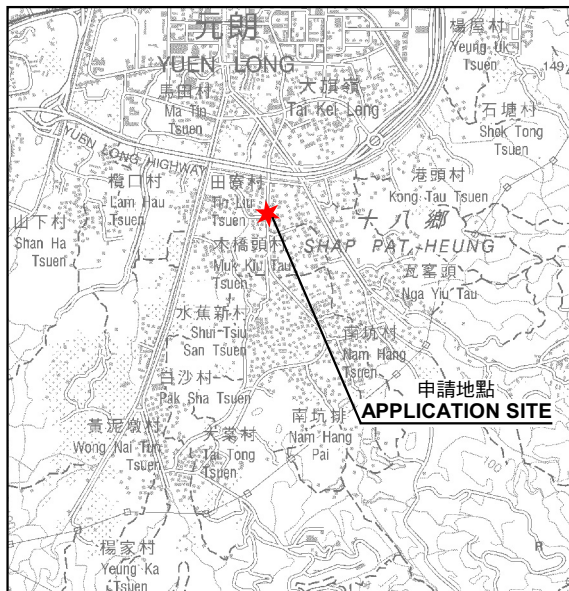 元朗
YUEN LONG
楊屋村
Yeung Uk
Tsuen
149
馬田村
Ma Tin
Tsuen
大旗嶺
Tai Kei Leng
石塘村
Shek Tong
Tsuen
YUEN LONG HIGHWAY
欖口村
Lam Hau
Tsuen
田寮村
Tin Liu
Tsuen
港頭村
Kong Tau Tsuen
山下村
Shan Ha
Tsuen
十八鄉
SHAP PAT HEUNG
木橋頭村
Muk Kiu Tau
Tsuen
瓦窰頭
Nga Yiu Tau
水蕉新村
Shui Tsiu
San Tsuen
南坑村
Nam Hang
Tsuen
白沙村
Pak Sha Tsuen
申請地點
APPLICATION SITE
黃泥墩村
Wong Nai Tun
Tsuen
大棠村
Tai Tong
Tsuen
南坑排
Nam Hang
Pai
楊家村
Yeung Ka
Tsuen